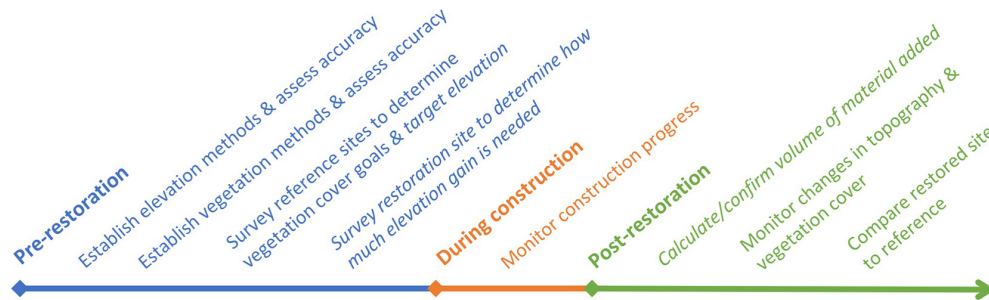 Pre-restoration
Establish elevation methods & assess accuracy
Establish vegetation methods & assess accuracy
Survey reference sites to determine
vegetation cover goals & target elevation
Survey restoration site to determine how
much elevation gain is needed
During construction
Monitor construction progress
Post-restoration
Calculate/confirm volume of material added
Monitor changes in topography &
vegetation cover
Compare restored site
to reference